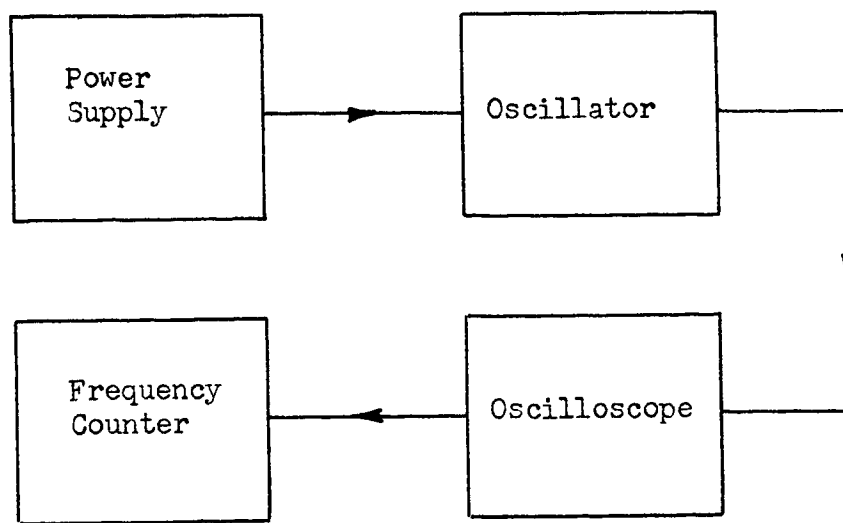 Power
Supply
Oscillator
Frequency
Counter
Oscilloscope